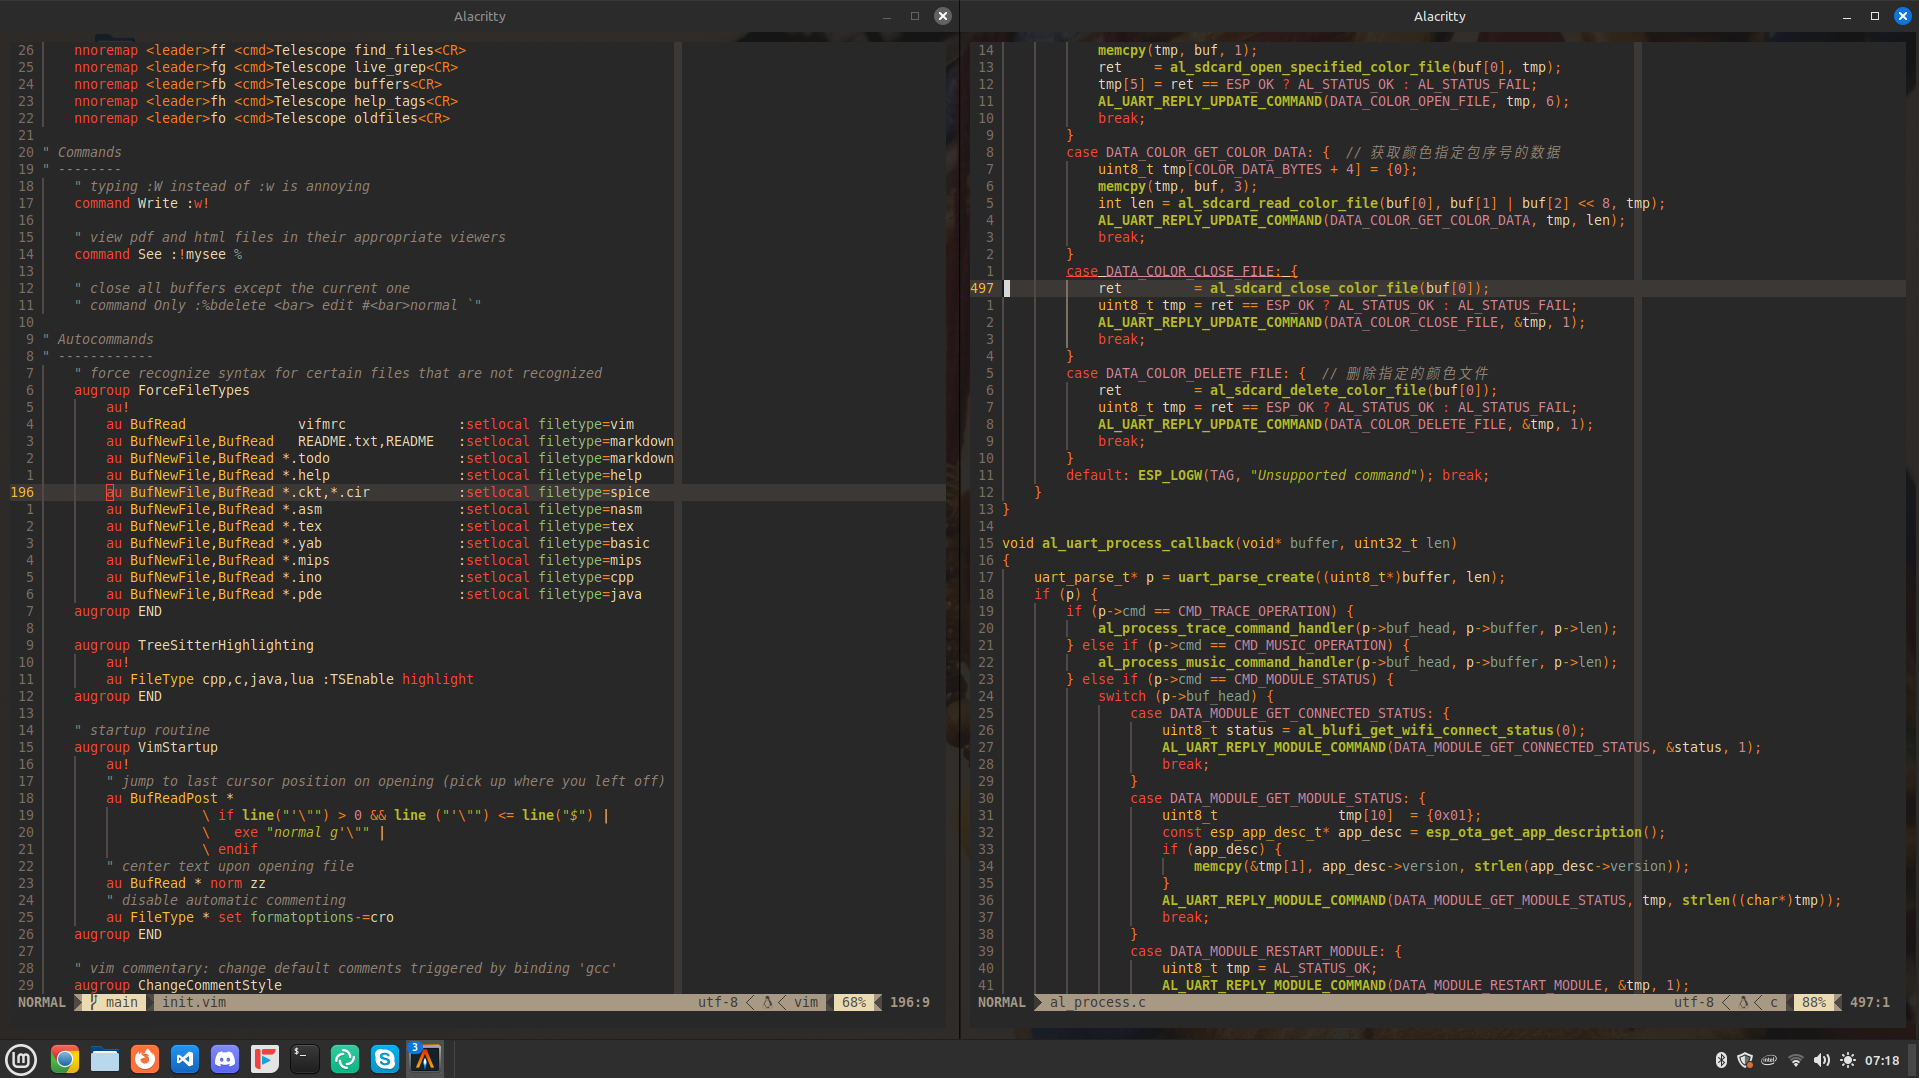 Alacritty
26 nnoremap <leader>ff <cmd>Telescope find_files<CR>
25 nnoremap <leader>fg <cmd>Telescope live_grep<CR>
24 nnoremap <leader>fb <cmd>Telescope buffers<CR>
23 nnoremap <leader>fh <cmd>Telescope help_tags<CR>
22 nnoremap <leader>fo <cmd>Telescope oldfiles<CR>
21
20 " Commands
19 " --------
18 " typing :W instead of :w is annoying
17 command Write :w!
16
15 " view pdf and html files in their appropriate viewers
14 command See :!mysee %
13
12 " close all buffers except the current one
11 " command Only :%bdelete <bar> edit #<bar>normal `"
10
9 " Autocommands
8 " ------------
7 " force recognize syntax for certain files that are not recognized
6 augroup ForceFileTypes
5 au!
4 au BufRead vifmrc :setlocal filetype=vim
3 au BufNewFile,BufRead README.txt,README :setlocal filetype=markdown
2 au BufNewFile,BufRead *.todo :setlocal filetype=markdown
1 au BufNewFile,BufRead *.help :setlocal filetype=help
196 au BufNewFile,BufRead *.ckt,*.cir :setlocal filetype=spice
1 au BufNewFile,BufRead *.asm :setlocal filetype=nasm
2 au BufNewFile,BufRead *.tex :setlocal filetype=tex
3 au BufNewFile,BufRead *.yab :setlocal filetype=basic
4 au BufNewFile,BufRead *.mips :setlocal filetype=mips
5 au BufNewFile,BufRead *.ino :setlocal filetype=cpp
6 au BufNewFile,BufRead *.pde :setlocal filetype=java
7 augroup END
8
9 augroup TreeSitterHighlighting
10 au!
11 au FileType cpp,c,java,lua :TSEnable highlight
12 augroup END
13
14 " startup routine
15 augroup VimStartup
16 au!
17 " jump to last cursor position on opening (pick up where you left off)
18 au BufReadPost *
19 \ if line("'\"") > 0 && line ("'\"") <= line("$") |
20 \ exe "normal g'\"" |
21 \ endif
22 " center text upon opening file
23 au BufRead * norm zz
24 " disable automatic commenting
25 au FileType * set formatoptions-=cro
26 augroup END
27
28 " vim commentary: change default comments triggered by binding 'gcc'
29 augroup ChangeCommentStyle
NORMAL main init.vim utf-8 vim 68% 196:9
Alacritty
14 memcpy(tmp, buf, 1);
13 ret = al_sdcard_open_specified_color_file(buf[0], tmp);
12 tmp[5] = ret == ESP_OK ? AL_STATUS_OK : AL_STATUS_FAIL;
11 AL_UART_REPLY_UPDATE_COMMAND(DATA_COLOR_OPEN_FILE, tmp, 6);
10 break;
9 }
8 case DATA_COLOR_GET_COLOR_DATA: { // 获取颜色指定包序号的数据
7 uint8_t tmp[COLOR_DATA_BYTES + 4] = {0};
6 memcpy(tmp, buf, 3);
5 int len = al_sdcard_read_color_file(buf[0], buf[1] | buf[2] << 8, tmp);
4 AL_UART_REPLY_UPDATE_COMMAND(DATA_COLOR_GET_COLOR_DATA, tmp, len);
3 break;
2 }
1 case DATA_COLOR_CLOSE_FILE: {
497 ret = al_sdcard_close_color_file(buf[0]);
1 uint8_t tmp = ret == ESP_OK ? AL_STATUS_OK : AL_STATUS_FAIL;
2 AL_UART_REPLY_UPDATE_COMMAND(DATA_COLOR_CLOSE_FILE, &tmp, 1);
3 break;
4 }
5 case DATA_COLOR_DELETE_FILE: { // 删除指定的颜色文件
6 ret = al_sdcard_delete_color_file(buf[0]);
7 uint8_t tmp = ret == ESP_OK ? AL_STATUS_OK : AL_STATUS_FAIL;
8 AL_UART_REPLY_UPDATE_COMMAND(DATA_COLOR_DELETE_FILE, &tmp, 1);
9 break;
10 }
11 default: ESP_LOGW(TAG, "Unsupported command"); break;
12 }
13 }
14
15 void al_uart_process_callback(void* buffer, uint32_t len)
16 {
17 uart_parse_t* p = uart_parse_create((uint8_t*)buffer, len);
18 if (p) {
19 if (p->cmd == CMD_TRACE_OPERATION) {
20 al_process_trace_command_handler(p->buf_head, p->buffer, p->len);
21 } else if (p->cmd == CMD_MUSIC_OPERATION) {
22 al_process_music_command_handler(p->buf_head, p->buffer, p->len);
23 } else if (p->cmd == CMD_MODULE_STATUS) {
24 switch (p->buf_head) {
25 case DATA_MODULE_GET_CONNECTED_STATUS: {
26 uint8_t status = al_blufi_get_wifi_connect_status(0);
27 AL_UART_REPLY_MODULE_COMMAND(DATA_MODULE_GET_CONNECTED_STATUS, &status, 1);
28 break;
29 }
30 case DATA_MODULE_GET_MODULE_STATUS: {
31 uint8_t tmp[10] = {0x01};
32 const esp_app_desc_t* app_desc = esp_ota_get_app_description();
33 if (app_desc) {
34 memcpy(&tmp[1], app_desc->version, strlen(app_desc->version));
35 }
36 AL_UART_REPLY_MODULE_COMMAND(DATA_MODULE_GET_MODULE_STATUS, tmp, strlen((char*)tmp));
37 break;
38 }
39 case DATA_MODULE_RESTART_MODULE: {
40 uint8_t tmp = AL_STATUS_OK;
41 AL_UART_REPLY_MODULE_COMMAND(DATA_MODULE_RESTART_MODULE, &tmp, 1);
NORMAL al_process.c utf-8 c 88% 497:1
3
07:18